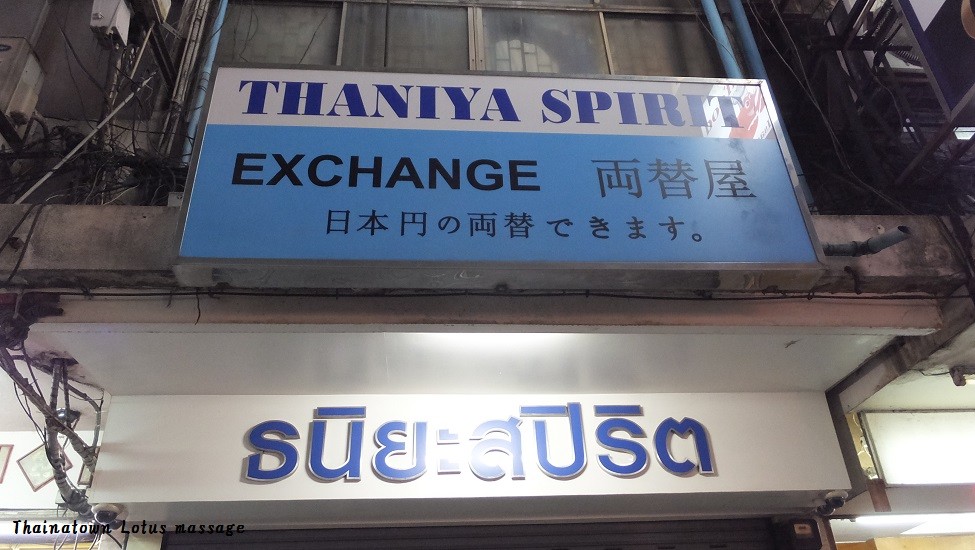 THANIYA SPIRIT
EXCHANGE 両替屋
日本円の両替できます。
ธนิยะสปิริต
Thainatown Lotus massage